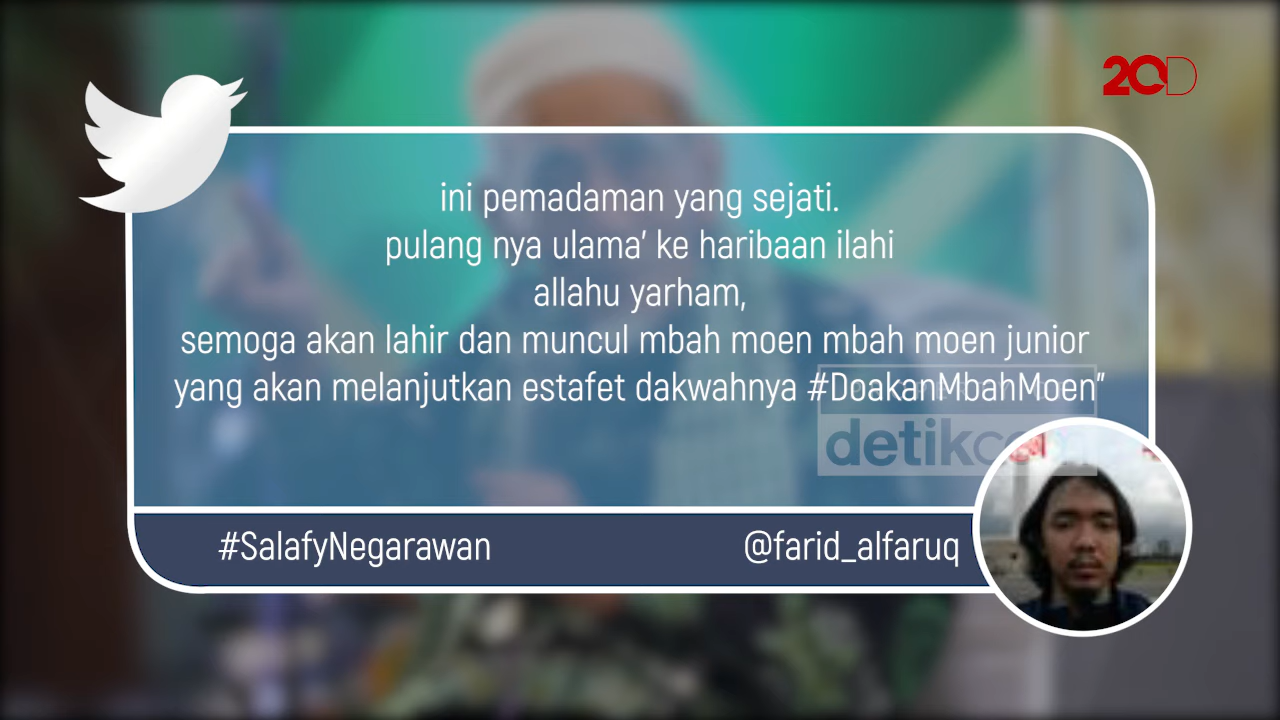 20D
ini pemadaman yang sejati.
pulang nya ulama' ke haribaan ilahi
allahu yarham,
semoga akan lahir dan muncul mbah moen mbah moen junior
yang akan melanjutkan estafet dakwahnya #DoakanMbahMoen"
detikcom
#SalafyNegarawan
@farid_alfaruq